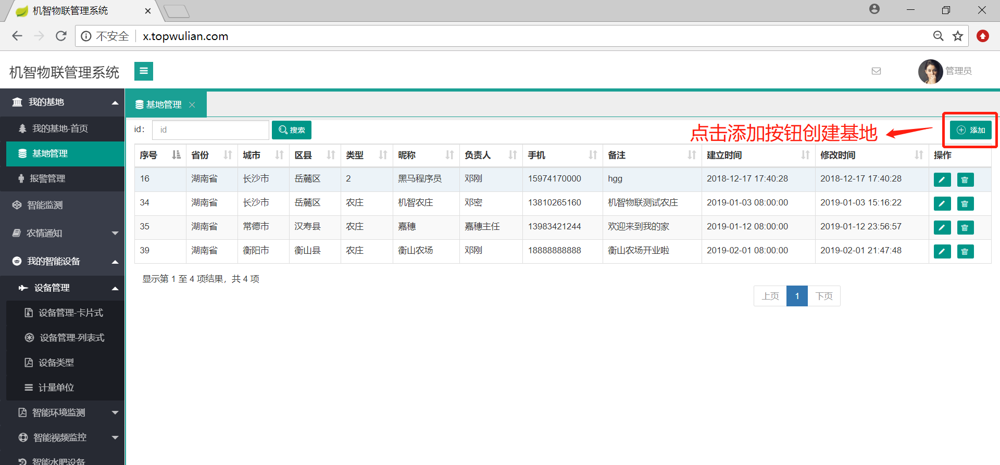 机智物联管理系统
不安全 x.topwulian.com
机智物联管理系统
管理员
我的基地
我的基地-首页
基地管理
报警管理
智能监测
农情通知
我的智能设备
设备管理
设备管理-卡片式
设备管理-列表式
设备类型
计量单位
智能环境监测
智能视频监控
智能水肥设备
基地管理
id： id 搜索
点击添加按钮创建基地
添加
序号 省份 城市 区县 类型 昵称 负责人 手机 备注 建立时间 修改时间 操作
16 湖南省 长沙市 岳麓区 2 黑马程序员 邓刚 15974170000 hgg 2018-12-17 17:40:28 2018-12-17 17:40:28
34 湖南省 长沙市 岳麓区 农庄 机智农庄 邓密 13810265160 机智物联测试农庄 2019-01-03 08:00:00 2019-01-03 15:16:22
35 湖南省 常德市 汉寿县 农庄 嘉穗 嘉穗主任 13983421244 欢迎来到我的家 2019-01-12 08:00:00 2019-01-12 23:56:57
39 湖南省 衡阳市 衡山县 农庄 衡山农场 邓刚 18888888888 衡山农场开业啦 2019-02-01 08:00:00 2019-02-01 21:47:48
显示第 1 至 4 项结果，共 4 项
上页 1 下页